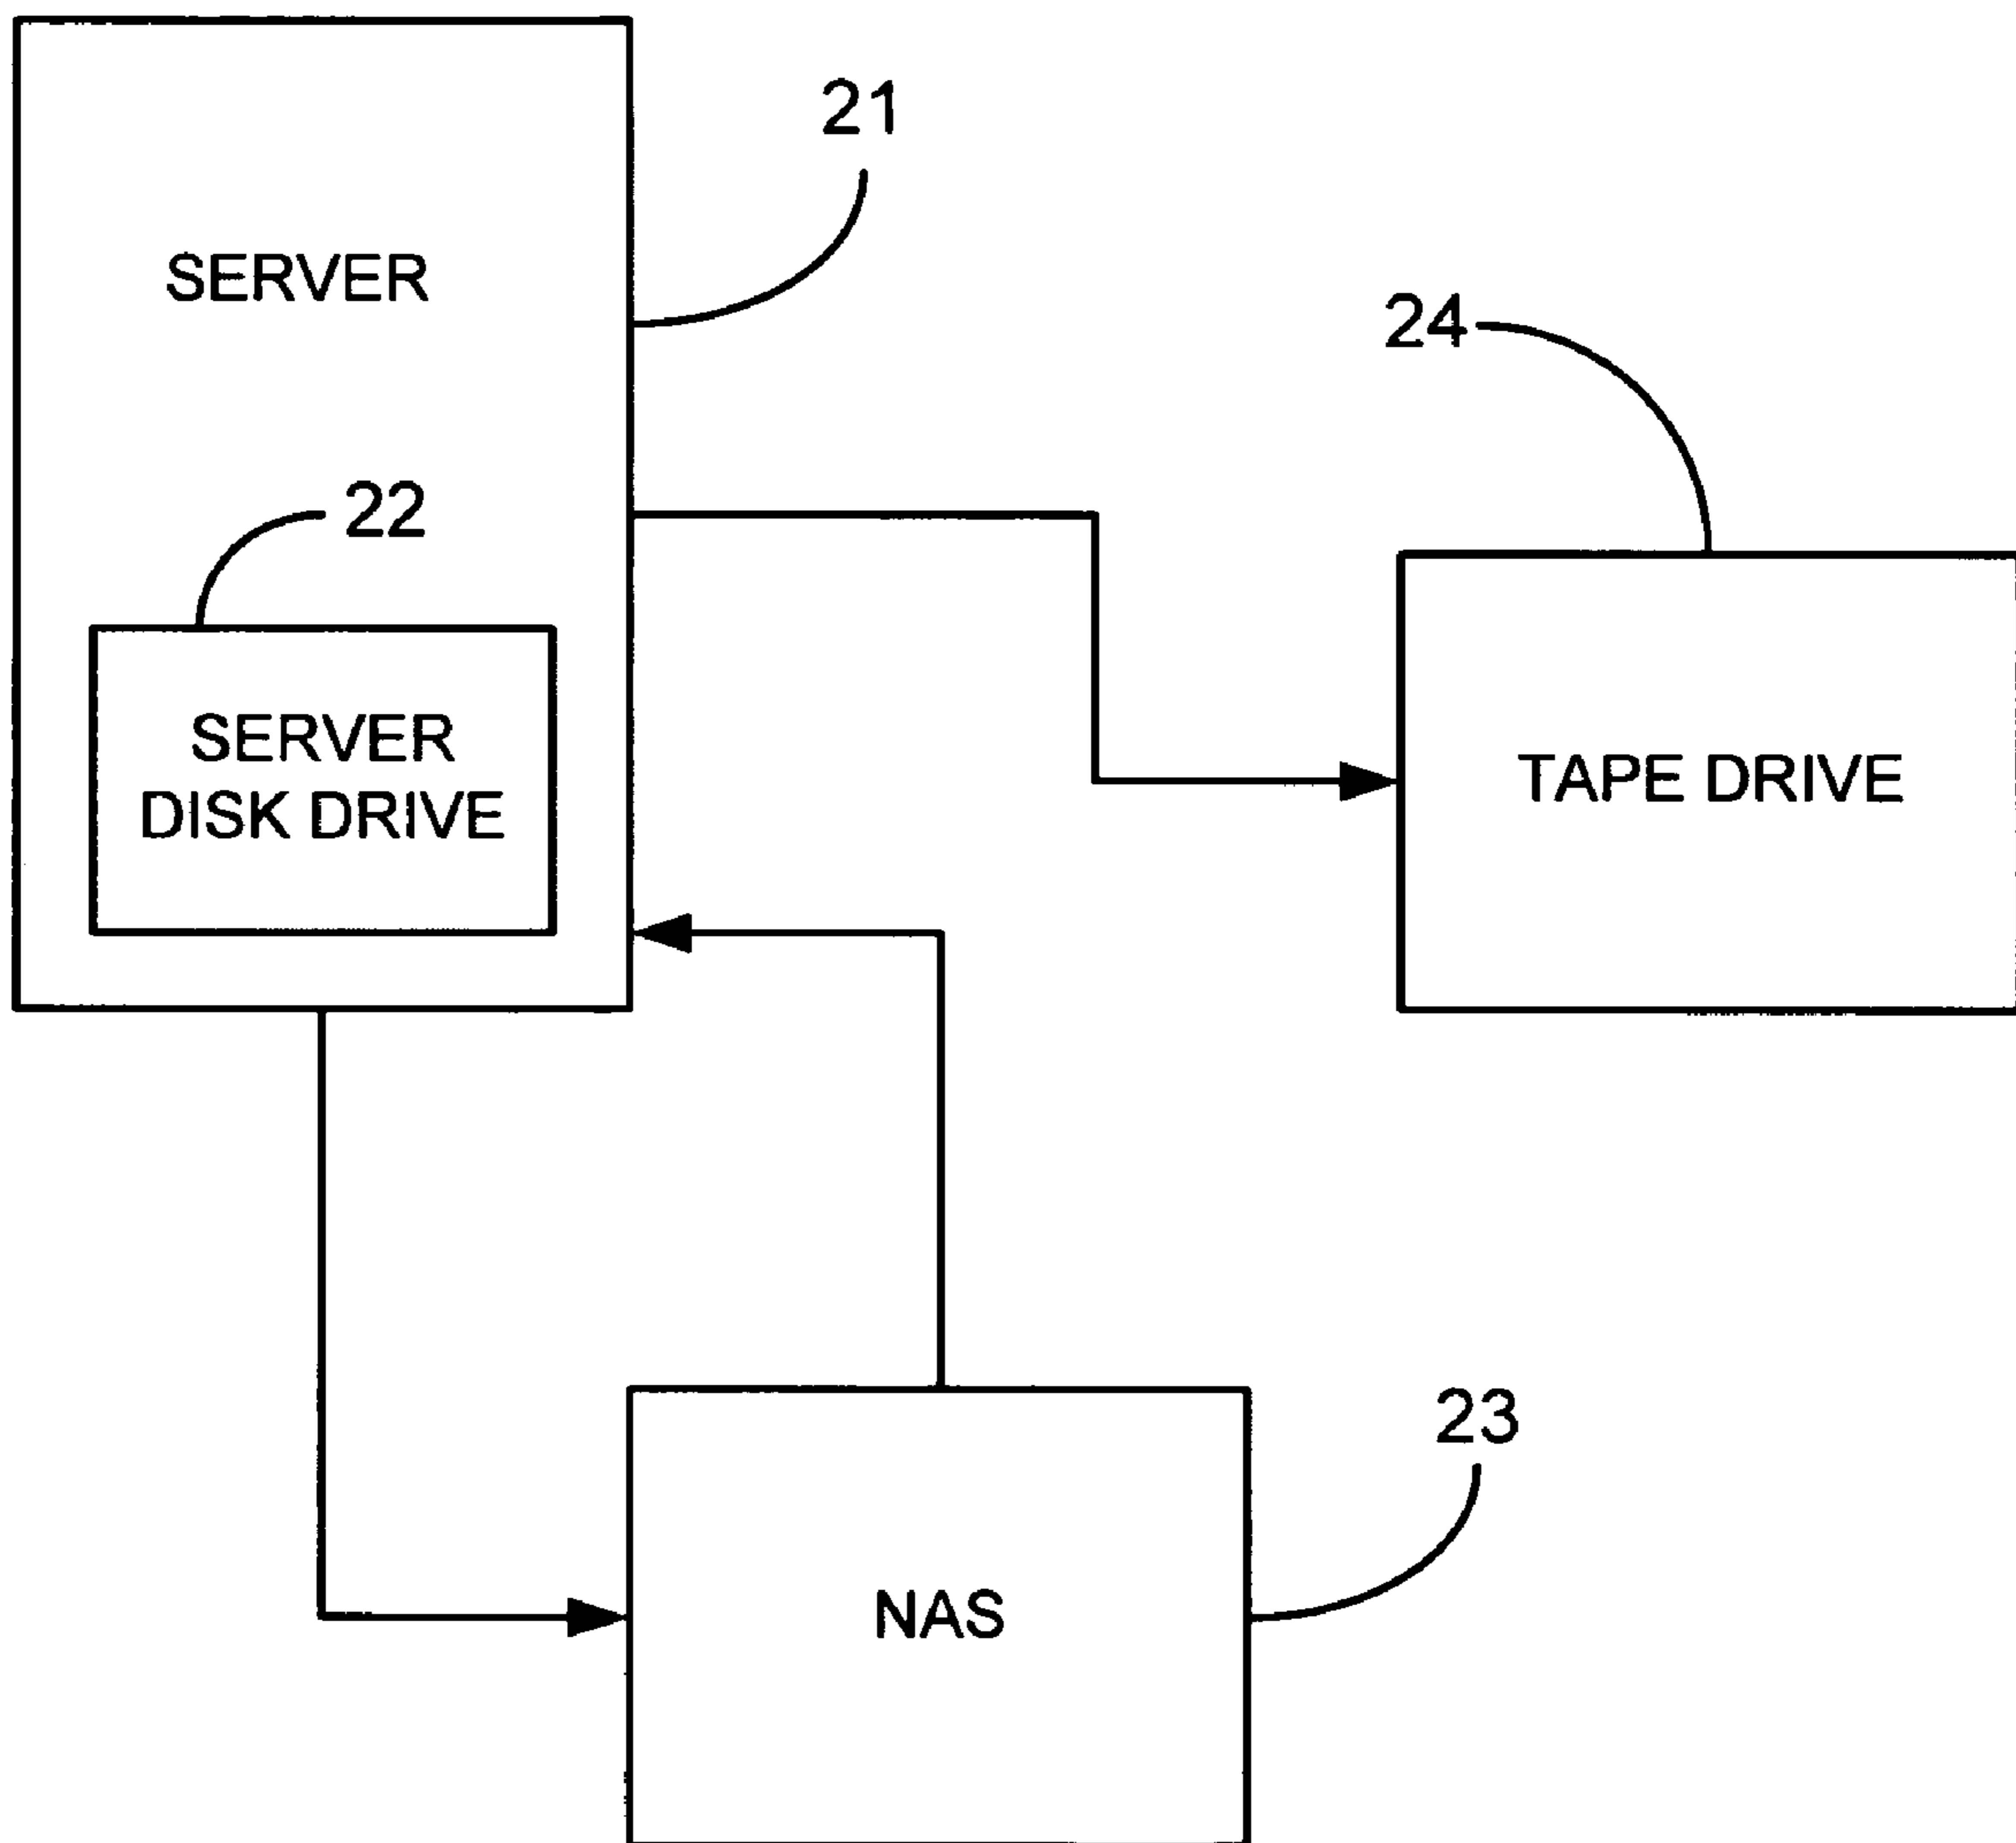 21
SERVER
24
22
SERVER
DISK DRIVE
TAPE DRIVE
23
NAS